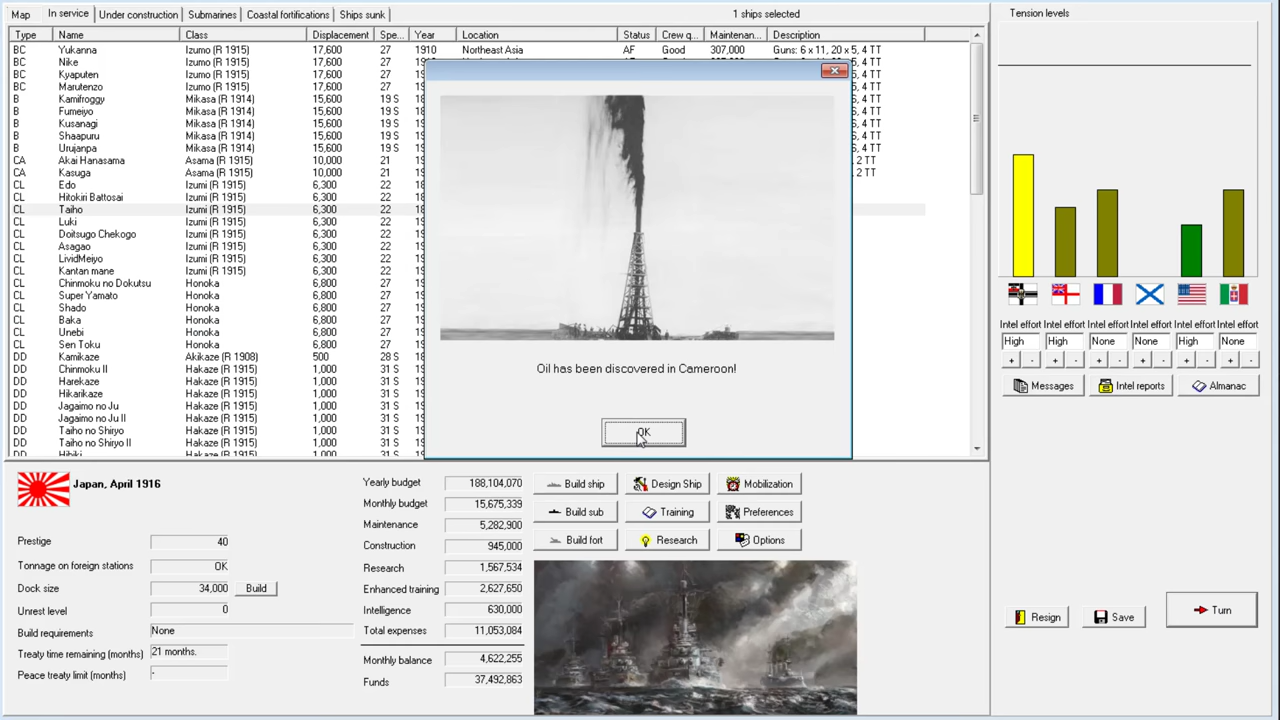 Map In service Under construction Submarines Coastal fortifications Ships sunk 1 ships selected Tension levels
Type Name Class Displacement Spe... Year Location Status Crew q... Maintenan... Description
BC Yukanna Izumo (R 1915) 17,600 27 1910 Northeast Asia AF Good 307,000 Guns: 6 x 11, 20 x 5, 4 TT
BC Nike Izumo (R 1915) 17,600 27
BC Kyaputen Izumo (R 1915) 17,600 27
BC Marutenzo Izumo (R 1915) 17,600 27
B Kamifroggy Mikasa (R 1914) 15,600 19 S
B Fumeiyo Mikasa (R 1914) 15,600 19 S
B Kusanagi Mikasa (R 1914) 15,600 19 S
B Shaapuru Mikasa (R 1914) 15,600 19 S
B Urujanpa Mikasa (R 1914) 15,600 19 S
CA Akai Hanasama Asama (R 1915) 10,000 21 2 TT
CA Kasuga Asama (R 1915) 10,000 21 2 TT
CL Edo Izumi (R 1915) 6,300 22
CL Hitokiri Battosai Izumi (R 1915) 6,300 22
CL Taiho Izumi (R 1915) 6,300 22
CL Luki Izumi (R 1915) 6,300 22
CL Doitsugo Chekogo Izumi (R 1915) 6,300 22
CL Asagao Izumi (R 1915) 6,300 22
CL LividMeiyo Izumi (R 1915) 6,300 22
CL Kantan mane Izumi (R 1915) 6,300 22
CL Chinmoku no Dokutsu Honoka 6,800 27
CL Super Yamato Honoka 6,800 27
CL Shado Honoka 6,800 27
CL Baka Honoka 6,800 27
CL Unebi Honoka 6,800 27
CL Sen Toku Honoka 6,800 27
DD Kamikaze Akikaze (R 1908) 500 28 S
DD Chinmoku II Hakaze (R 1915) 1,000 31 S
DD Harekaze Hakaze (R 1915) 1,000 31 S
DD Hikarikaze Hakaze (R 1915) 1,000 31 S
DD Jagaimo no Ju Hakaze (R 1915) 1,000 31 S
DD Jagaimo no Ju II Hakaze (R 1915) 1,000 31 S
DD Taiho no Shiryo Hakaze (R 1915) 1,000 31 S
DD Taiho no Shiryo II Hakaze (R 1915) 1,000 31 S
DD Hibiki Hakaze (R 1915) 1,000 31 S
Oil has been discovered in Cameroon!
OK
Intel effort Intel effort Intel effort Intel effort Intel effort Intel effort
High High None None High None
+ - + - + - + - + - + -
Messages Intel reports Almanac
Japan, April 1916
Prestige 40
Tonnage on foreign stations OK
Dock size 34,000 Build
Unrest level 0
Build requirements None
Treaty time remaining (months) 21 months.
Peace treaty limit (months) -
Yearly budget 188,104,070
Monthly budget 15,675,339
Maintenance 5,282,900
Construction 945,000
Research 1,567,534
Enhanced training 2,627,650
Intelligence 630,000
Total expenses 11,053,084
Monthly balance 4,622,255
Funds 37,492,863
Build ship Design Ship Mobilization
Build sub Training Preferences
Build fort Research Options
Resign Save Turn